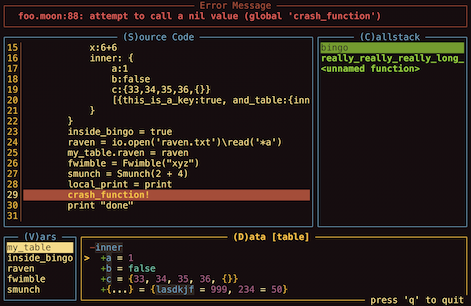 Error Message
foo.moon:88: attempt to call a nil value (global 'crash_function')
(S)ource Code
15 x:6+6
16 inner: {
17 a:1
18 b:false
19 c:{33,34,35,36,{}}
20 [{this_is_a_key:true, and_table:{inn
21 }
22 }
23 inside_bingo = true
24 raven = io.open('raven.txt')\read('*a')
25 my_table.raven = raven
26 fwimble = Fwimble("xyz")
27 smunch = Smunch(2 + 4)
28 local_print = print
29 crash_function!
30 print "done"
31
(C)allstack
bingo
really_really_really_long_
<unnamed function>
(V)ars
my_table
inside_bingo
raven
fwimble
smunch
(D)ata [table]
-inner
> +a = 1
+b = false
+c = {33, 34, 35, 36, {}}
+{...} = {lasdkjf = 999, 234 = 50}
press 'q' to quit